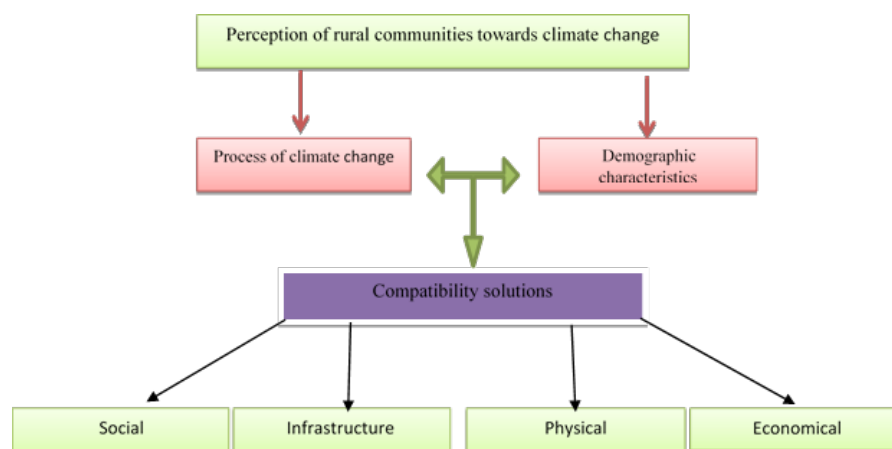 Perception of rural communities towards climate change
Process of climate change
Demographic
characteristics
Compatibility solutions
Social
Infrastructure
Physical
Economical